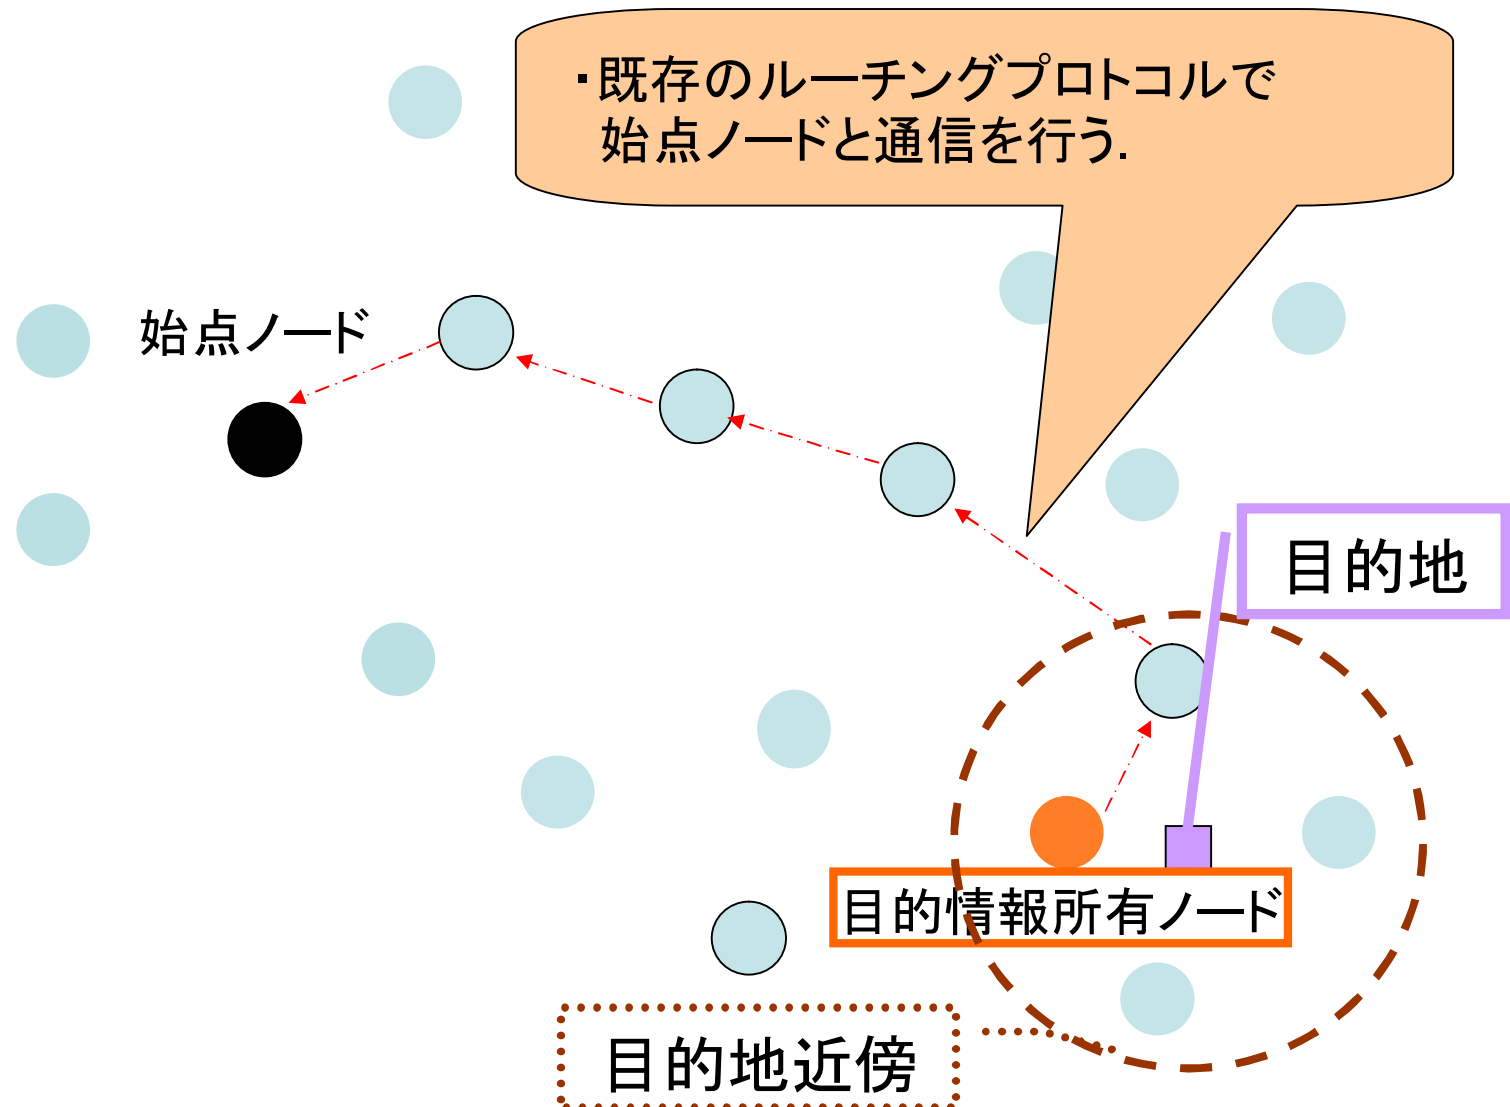 ・既存のルーチングプロトコルで
始点ノードと通信を行う.
始点ノード
目的地
目的情報所有ノード
目的地近傍